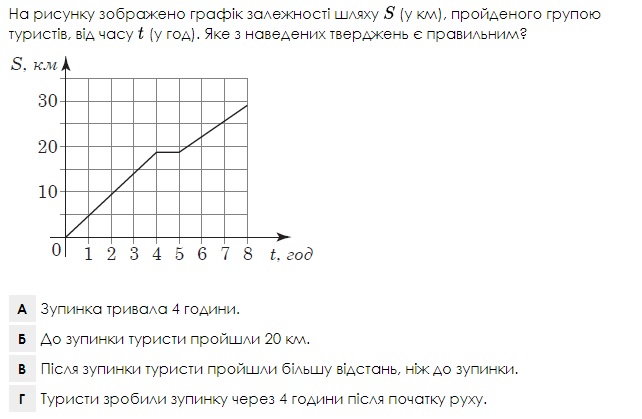 На рисунку зображено графік залежності шляху S (у км), пройденого групою
туристів, від часу t (у год). Яке з наведених тверджень є правильним?
S, км
30
20
10
0 1 2 3 4 5 6 7 8 t, год
А Зупинка тривала 4 години.
Б До зупинки туристи пройшли 20 км.
В Після зупинки туристи пройшли більшу відстань, ніж до зупинки.
Г Туристи зробили зупинку через 4 години після початку руху.